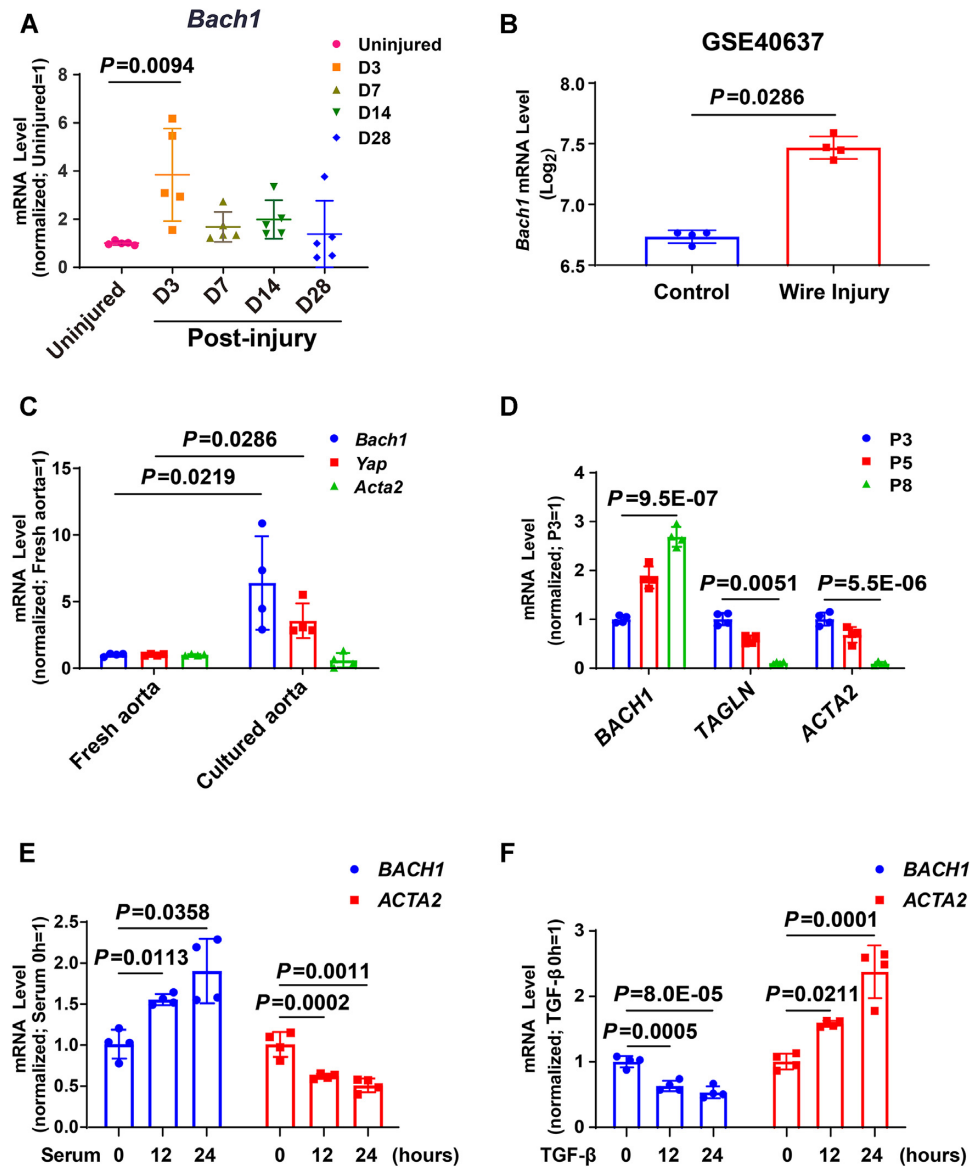 A
Bach1
Uninjured
D3
D7
D14
D28
P=0.0094
mRNA Level
(normalized; Uninjured=1)
8
6
4
2
0
Uninjured
D3
D7
D14
D28
Post-injury
B
GSE40637
P=0.0286
Bach1 mRNA Level
(Log2)
8.0
7.5
7.0
6.5
Control
Wire Injury
C
Bach1
Yap
Acta2
P=0.0286
P=0.0219
mRNA Level
(normalized; Fresh aorta=1)
15
10
5
0
Fresh aorta
Cultured aorta
D
P3
P5
P8
P=9.5E-07
P=0.0051
P=5.5E-06
mRNA Level
(normalized; P3=1)
4
3
2
1
0
BACH1
TAGLN
ACTA2
E
BACH1
ACTA2
P=0.0358
P=0.0113
P=0.0011
P=0.0002
mRNA Level
(normalized; Serum 0h=1)
2.5
2.0
1.5
1.0
0.5
0
Serum 0 12 24 0 12 24 (hours)
F
BACH1
ACTA2
P=0.0001
P=8.0E-05
P=0.0211
P=0.0005
mRNA Level
(normalized; TGF-β 0h=1)
3
2
1
0
TGF-β 0 12 24 0 12 24 (hours)